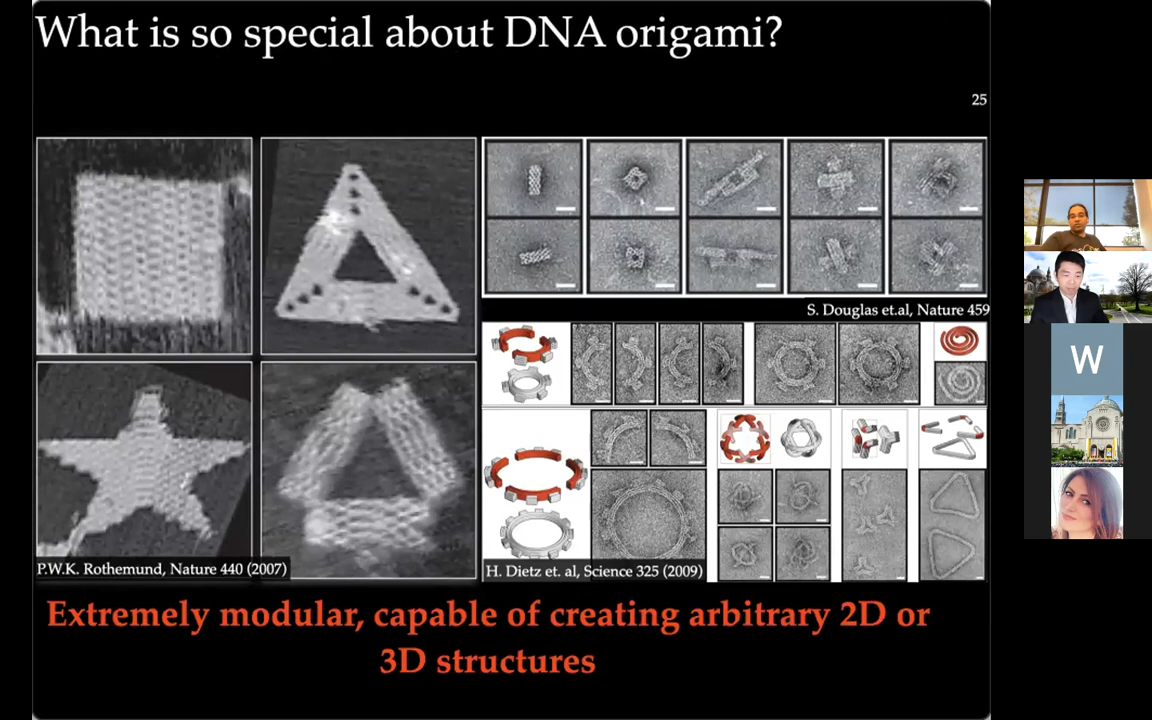 What is so special about DNA origami?
25
S. Douglas et.al, Nature 459
P.W.K. Rothemund, Nature 440 (2007)
H. Dietz et. al, Science 325 (2009)
Extremely modular, capable of creating arbitrary 2D or
3D structures
W